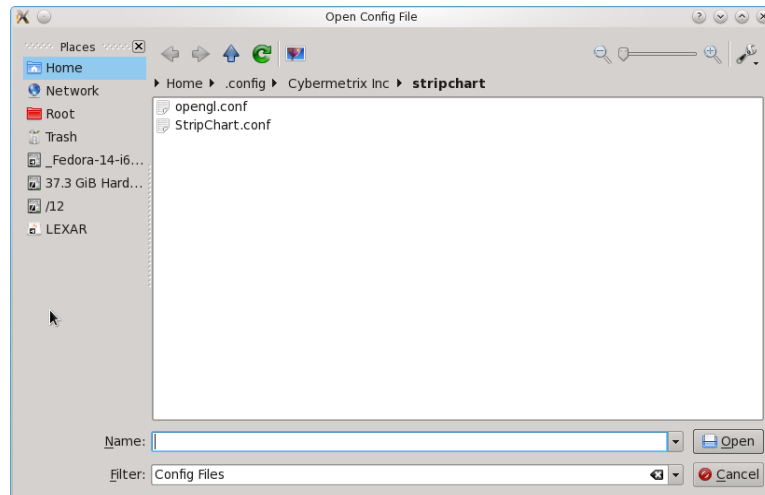 Open Config File
Places
Home
Network
Root
Trash
_Fedora-14-i6...
37.3 GiB Hard...
/12
LEXAR
Home .config Cybermetrix Inc stripchart
opengl.conf
StripChart.conf
Name:
Open
Filter: Config Files
Cancel